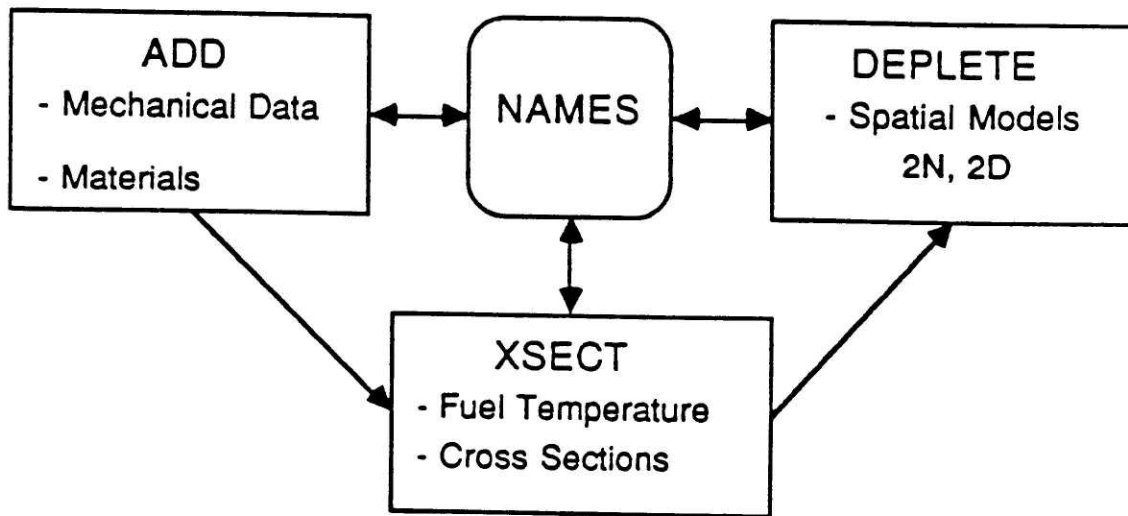 ADD
- Mechanical Data
- Materials
NAMES
DEPLETE
- Spatial Models
2N, 2D
XSECT
- Fuel Temperature
- Cross Sections